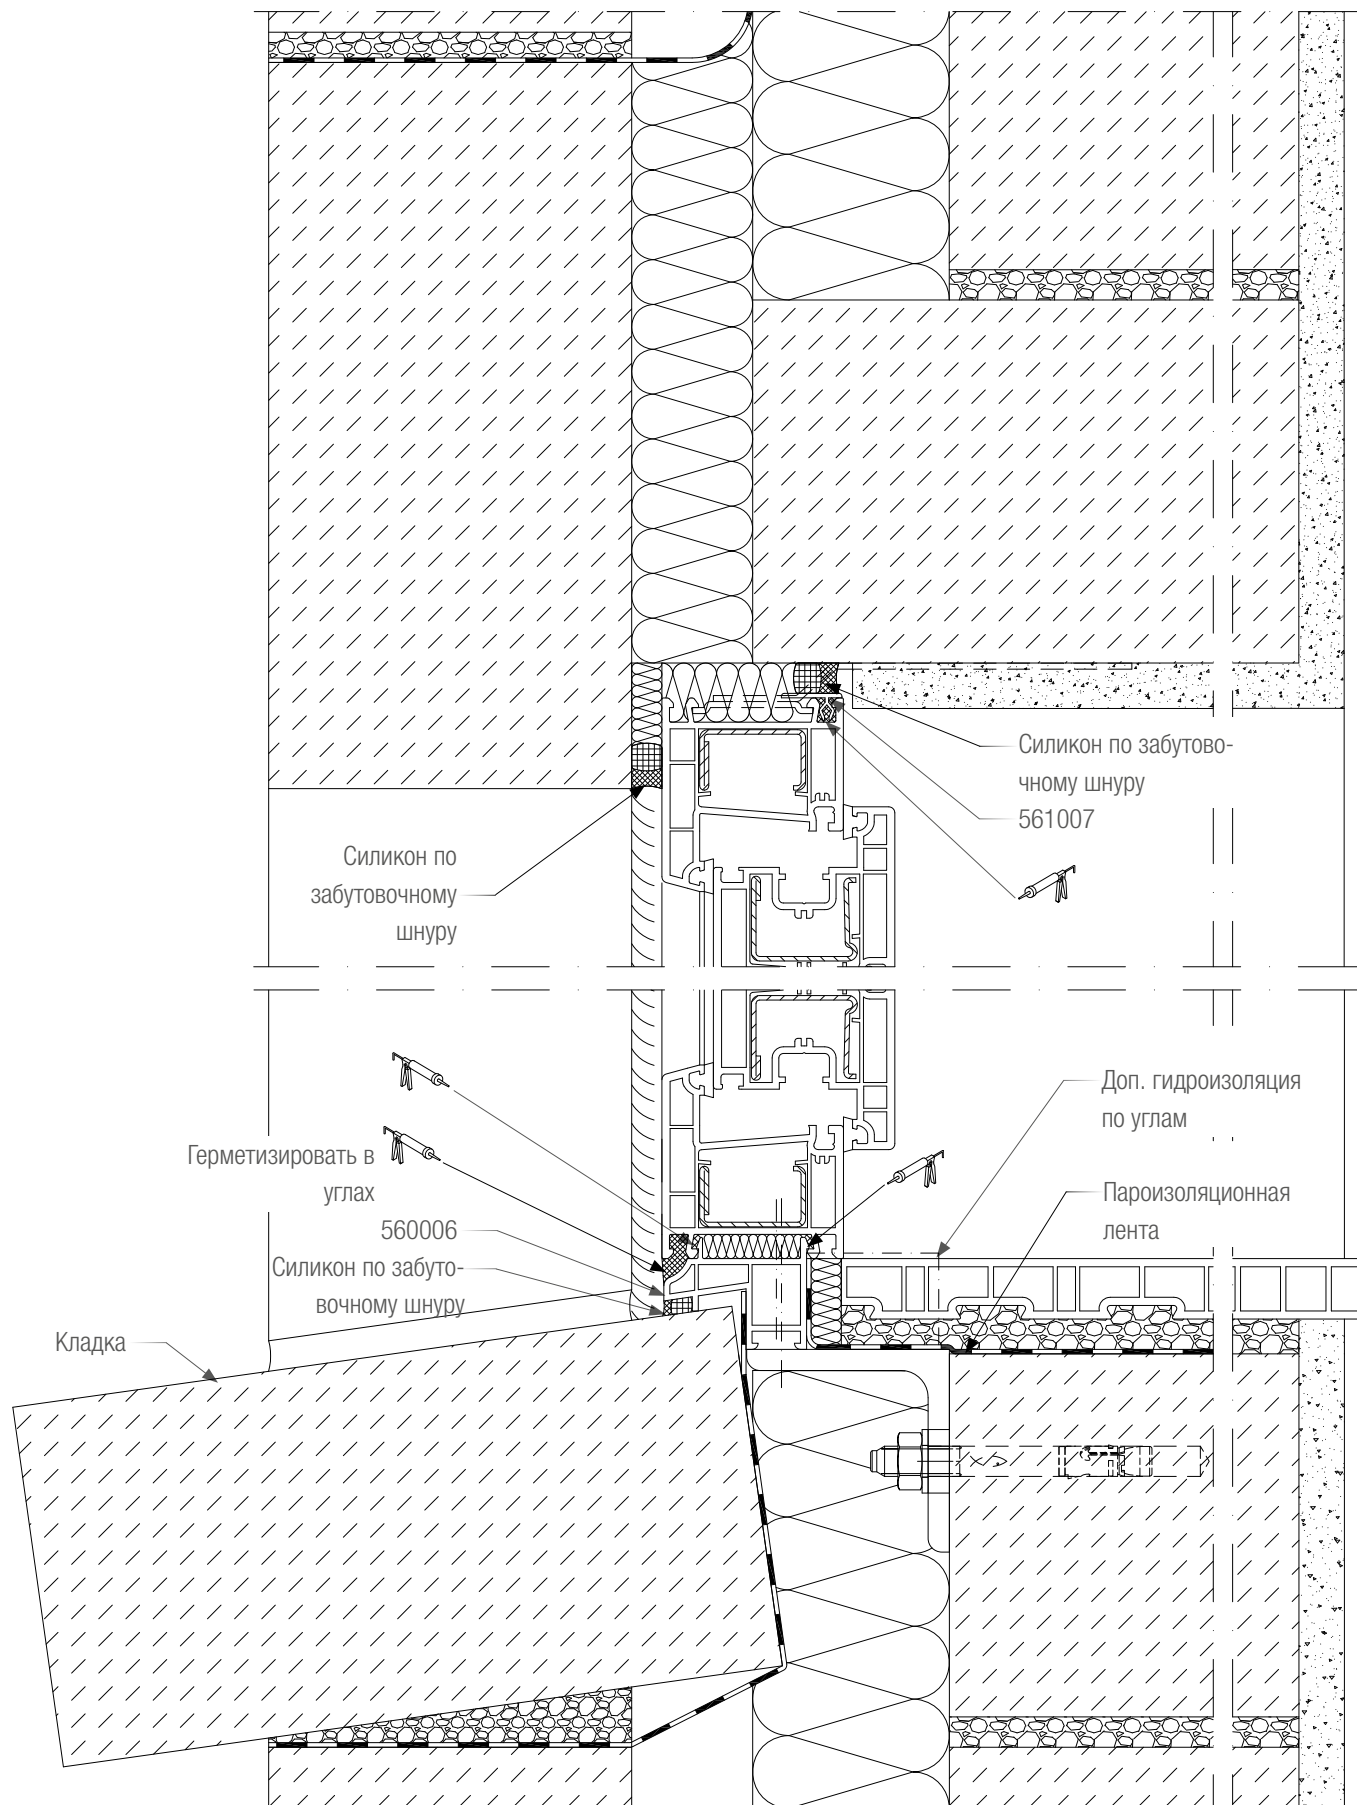 Силикон по забутово-
чному шнуру
561007
Силикон по
забутовочному
шнуру
Доп. гидроизоляция
по углам
Герметизировать в
углах
560006
Силикон по забуто-
вочному шнуру
Пароизоляционная
лента
Кладка